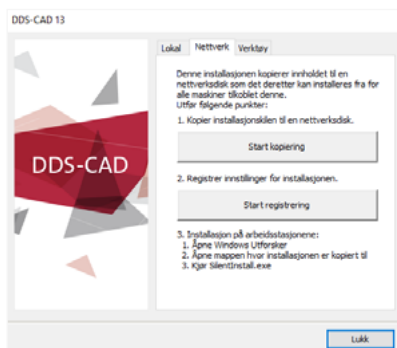 DDS-CAD 13
Lokal Nettverk Verktøy
Denne installasjonen kopierer innholdet til en
nettverksdisk som det deretter kan installeres fra for
alle maskiner tilkoblet denne.
Utfør følgende punkter:
1. Kopier installasjonskilen til en nettverksdisk.
Start kopiering
DDS-CAD
2. Registrer innstillinger for installasjonen.
Start registrering
3. Installasjon på arbeidsstasjonene:
1. Åpne Windows Utforsker
2. Åpne mappen hvor installasjonen er kopiert til
3. Kjør SilentInstall.exe
Lukk